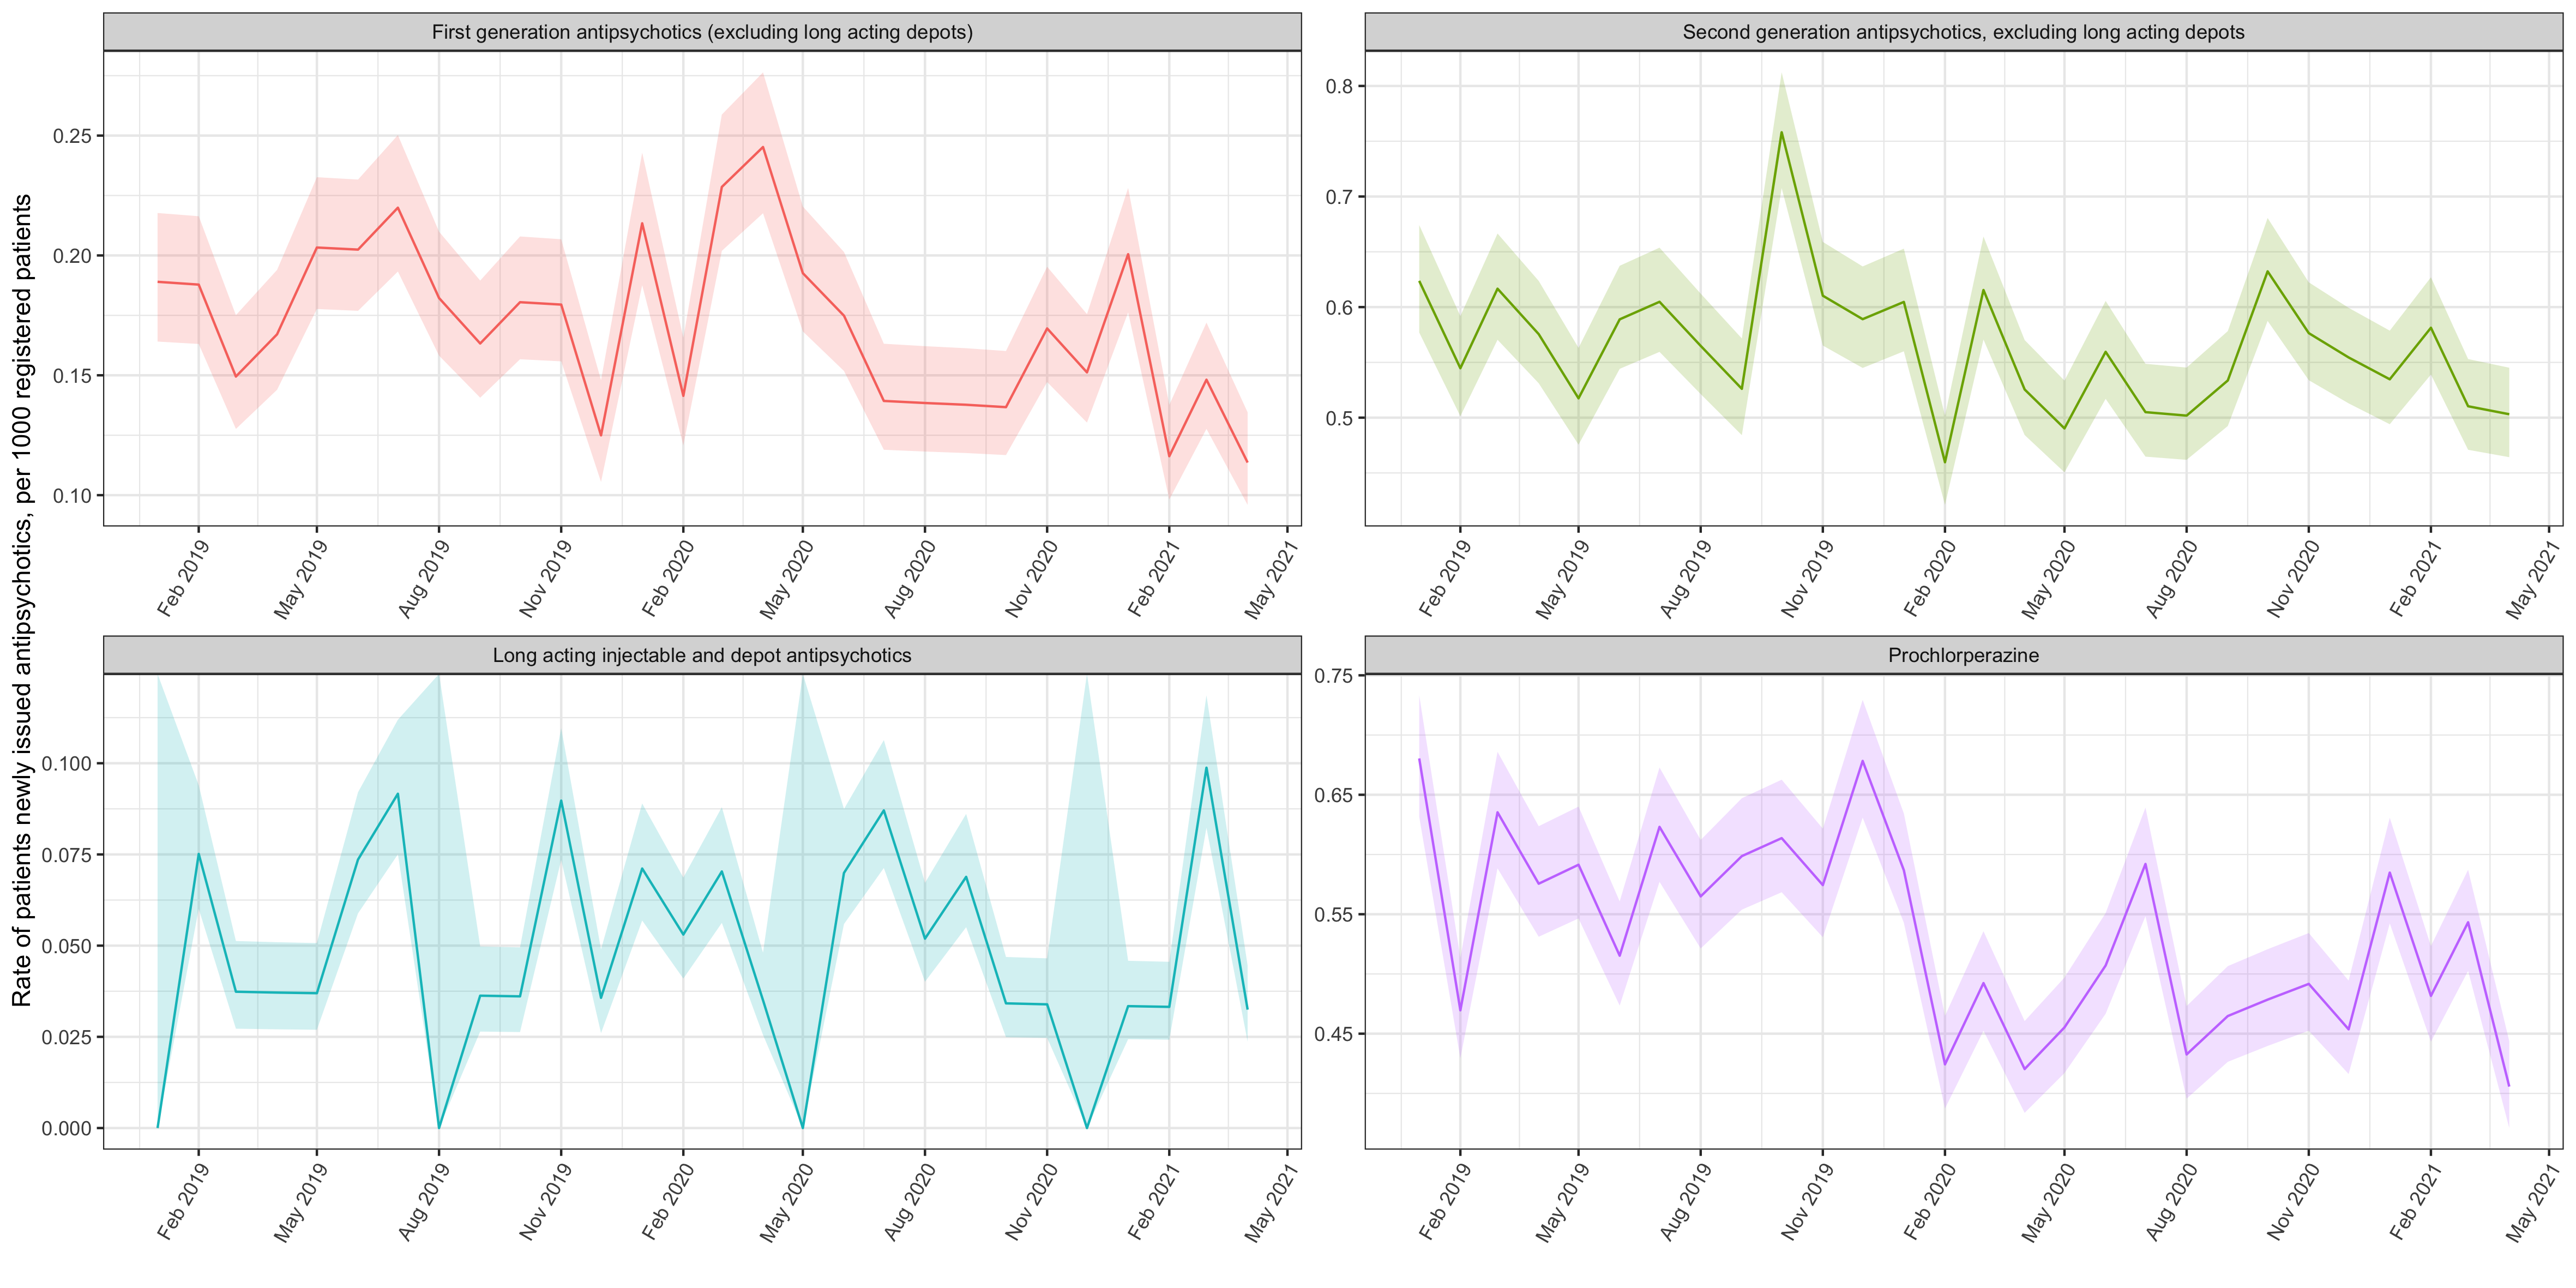 Rate of patients newly issued antipsychotics, per 1000 registered patients
First generation antipsychotics (excluding long acting depots)
0.25
0.20
0.15
0.10
Feb 2019
May 2019
Aug 2019
Nov 2019
Feb 2020
May 2020
Aug 2020
Nov 2020
Feb 2021
May 2021
Second generation antipsychotics, excluding long acting depots
0.8
0.7
0.6
0.5
Feb 2019
May 2019
Aug 2019
Nov 2019
Feb 2020
May 2020
Aug 2020
Nov 2020
Feb 2021
May 2021
Long acting injectable and depot antipsychotics
0.100
0.075
0.050
0.025
0.000
Feb 2019
May 2019
Aug 2019
Nov 2019
Feb 2020
May 2020
Aug 2020
Nov 2020
Feb 2021
May 2021
Prochlorperazine
0.75
0.65
0.55
0.45
Feb 2019
May 2019
Aug 2019
Nov 2019
Feb 2020
May 2020
Aug 2020
Nov 2020
Feb 2021
May 2021